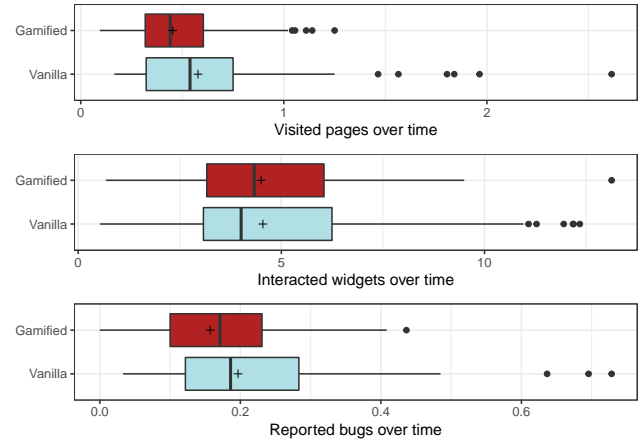 Gamified
Vanilla
0 1 2
Visited pages over time
Gamified
Vanilla
0 5 10
Interacted widgets over time
Gamified
Vanilla
0.0 0.2 0.4 0.6
Reported bugs over time